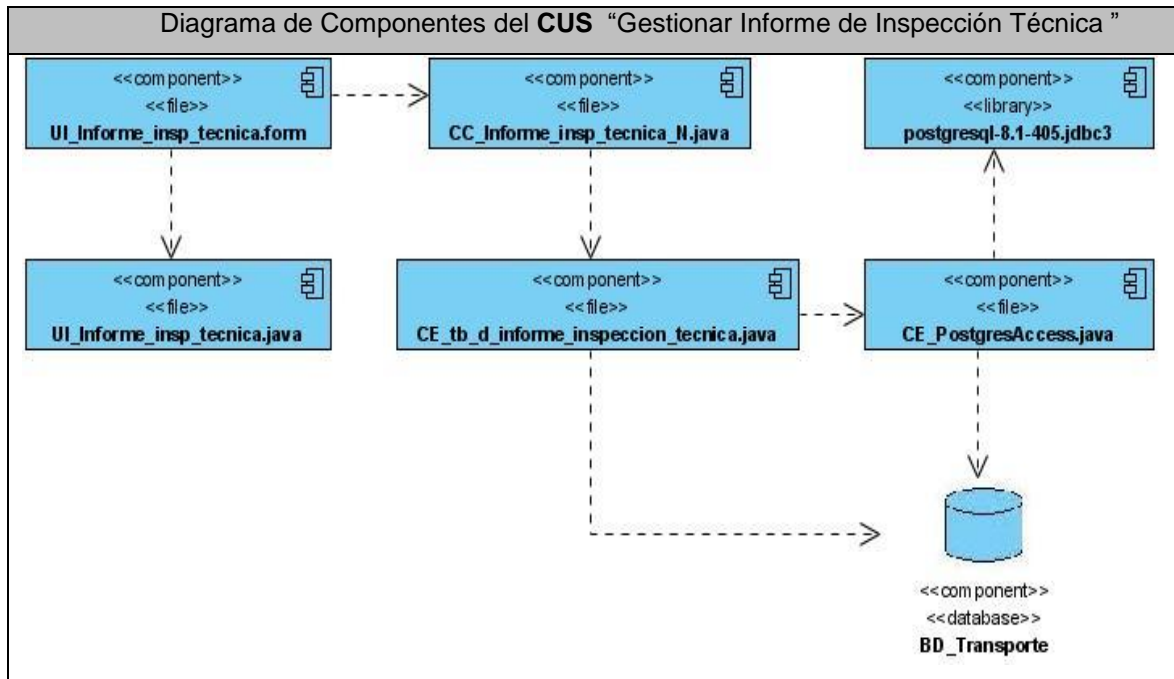 Diagrama de Componentes del CUS “Gestionar Informe de Inspección Técnica ”
<<component>>
<<file>>
UI_Informe_insp_tecnica.form
<<component>>
<<file>>
CC_Informe_insp_tecnica_N.java
<<component>>
<<library>>
postgresql-8.1-405.jdbc3
<<component>>
<<file>>
UI_Informe_insp_tecnica.java
<<component>>
<<file>>
CE_tb_d_informe_inspeccion_tecnica.java
<<component>>
<<file>>
CE_PostgresAccess.java
<<component>>
<<database>>
BD_Transporte